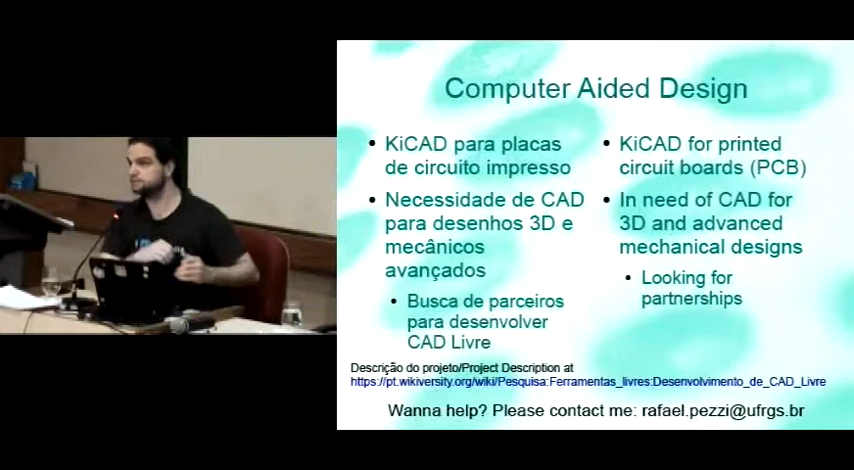 Computer Aided Design
• KiCAD para placas
de circuito impresso
• Necessidade de CAD
para desenhos 3D e
mecânicos
avançados
• Busca de parceiros
para desenvolver
CAD Livre
• KiCAD for printed
circuit boards (PCB)
• In need of CAD for
3D and advanced
mechanical designs
• Looking for
partnerships
Descrição do projeto/Project Description at
https://pt.wikiversity.org/wiki/Pesquisa:Ferramentas_livres:Desenvolvimento_de_CAD_Livre
Wanna help? Please contact me: rafael.pezzi@ufrgs.br